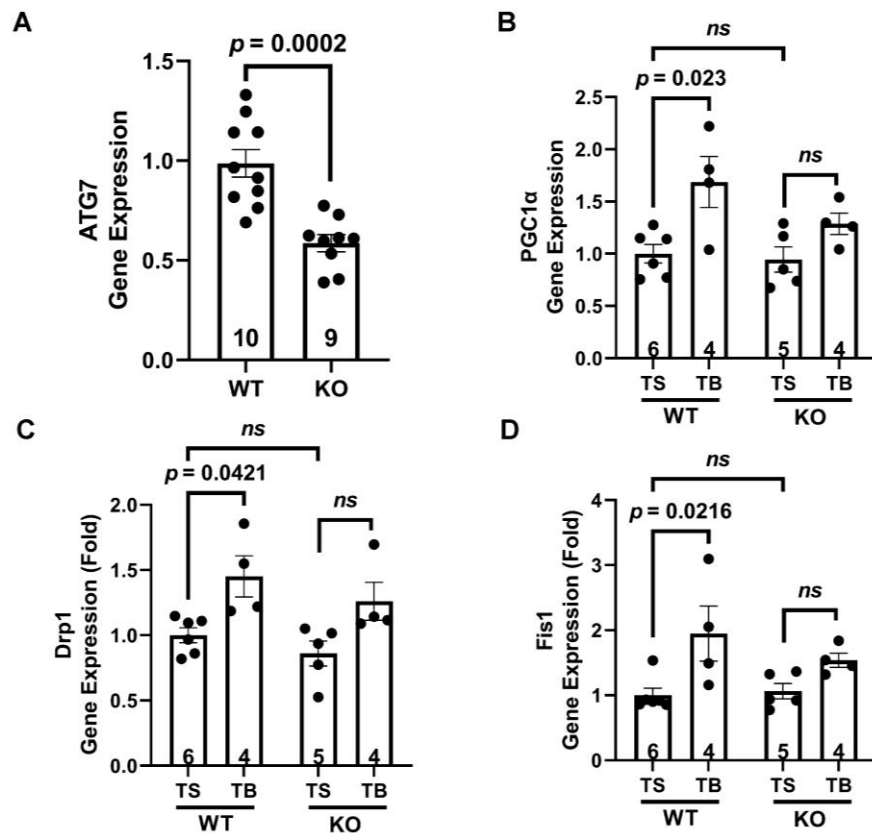 A
p = 0.0002
ATG7
Gene Expression
1.5
1.0
0.5
0.0
10
9
WT
KO
B
ns
p = 0.023
ns
PGC1α
Gene Expression
2.5
2.0
1.5
1.0
0.5
0.0
6
4
5
4
TS
TB
TS
TB
WT
KO
C
ns
p = 0.0421
ns
Drp1
Gene Expression (Fold)
2.0
1.5
1.0
0.5
0.0
6
4
5
4
TS
TB
TS
TB
WT
KO
D
ns
p = 0.0216
ns
Fis1
Gene Expression (Fold)
4
3
2
1
0
6
4
5
4
TS
TB
TS
TB
WT
KO